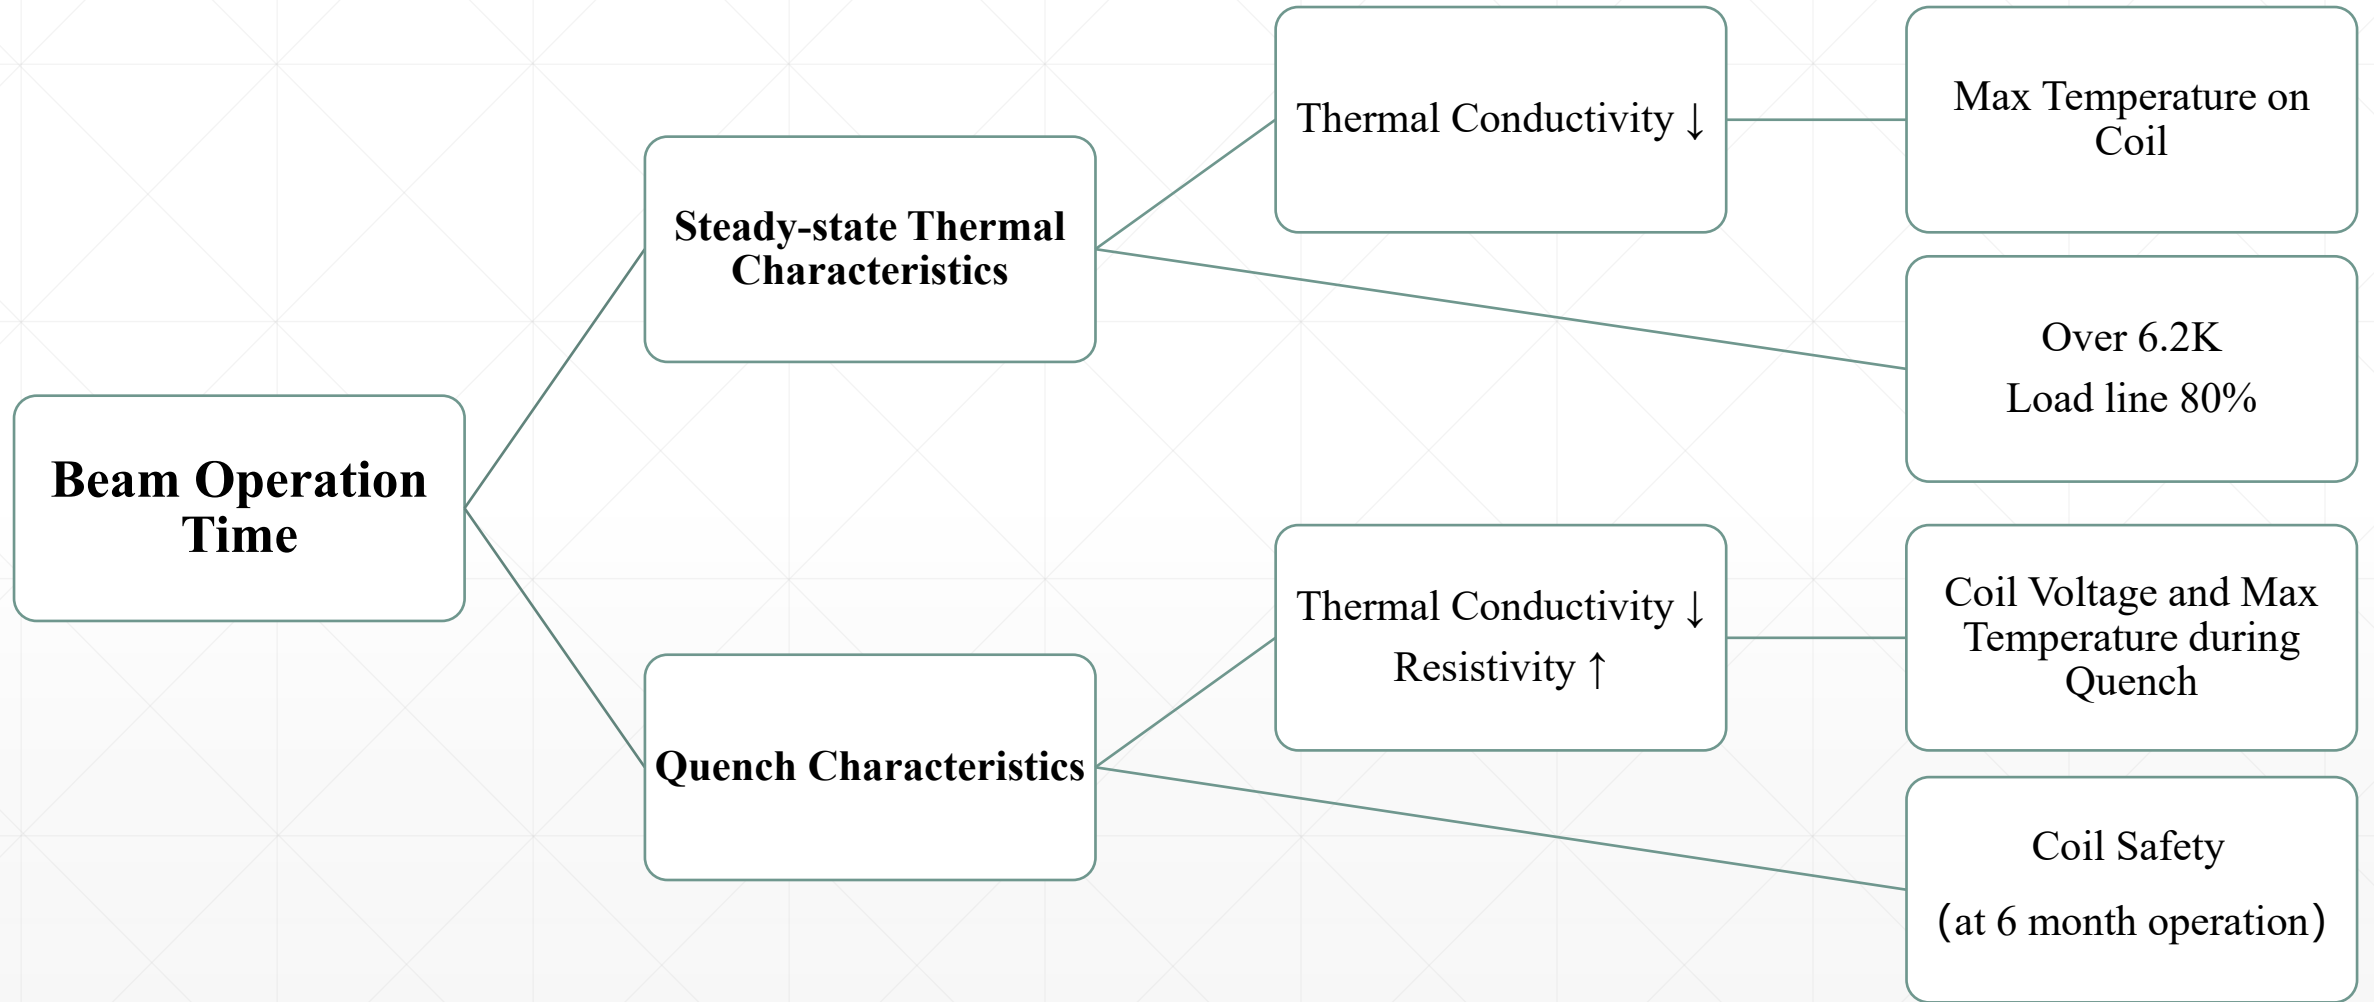 Beam Operation
Time
Steady-state Thermal
Characteristics
Thermal Conductivity ↓
Max Temperature on
Coil
Over 6.2K
Load line 80%
Quench Characteristics
Thermal Conductivity ↓
Resistivity ↑
Coil Voltage and Max
Temperature during
Quench
Coil Safety
(at 6 month operation)